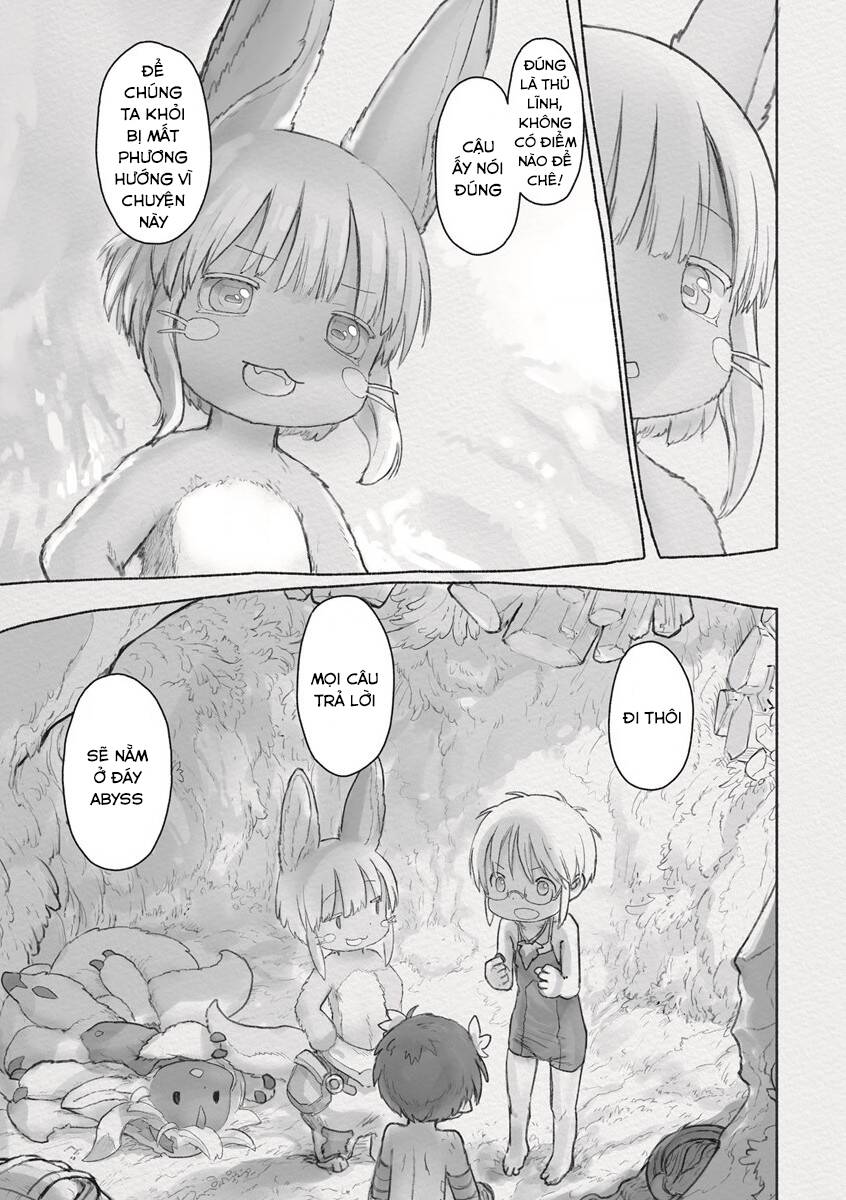 ĐÚNG
LÀ THỦ
LĨNH,
KHÔNG
CÓ ĐIỂM
NÀO ĐỂ
CHÊ!
CẬU
ẤY NÓI
ĐÚNG
ĐỂ
CHÚNG
TA KHỎI
BỊ MẤT
PHƯƠNG
HƯỚNG VÌ
CHUYỆN
NÀY
ĐI THÔI
MỌI CÂU
TRẢ LỜI
SẼ NẰM
Ở ĐÁY
ABYSS